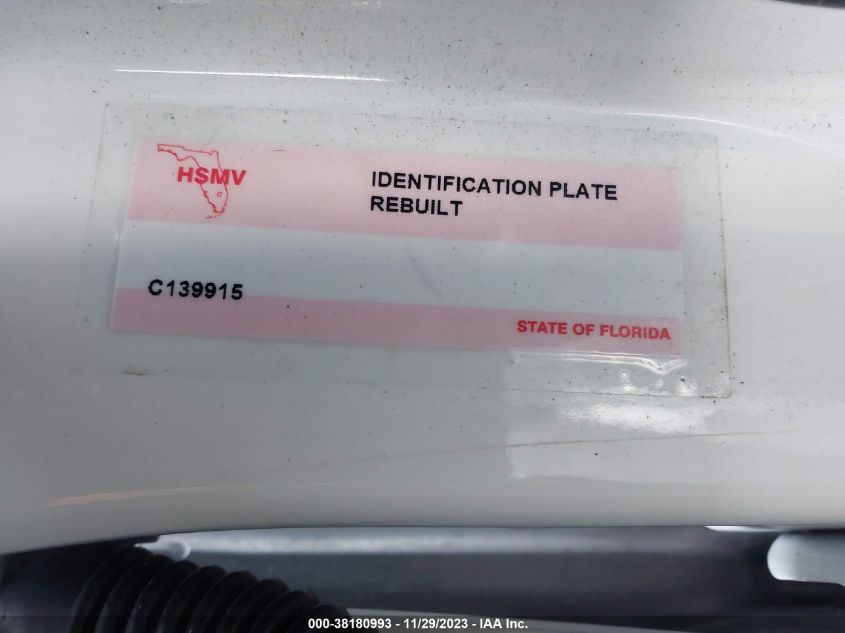 HSMV
IDENTIFICATION PLATE
REBUILT
C139915
STATE OF FLORIDA
000-38180993 - 11/29/2023 - IAA Inc.